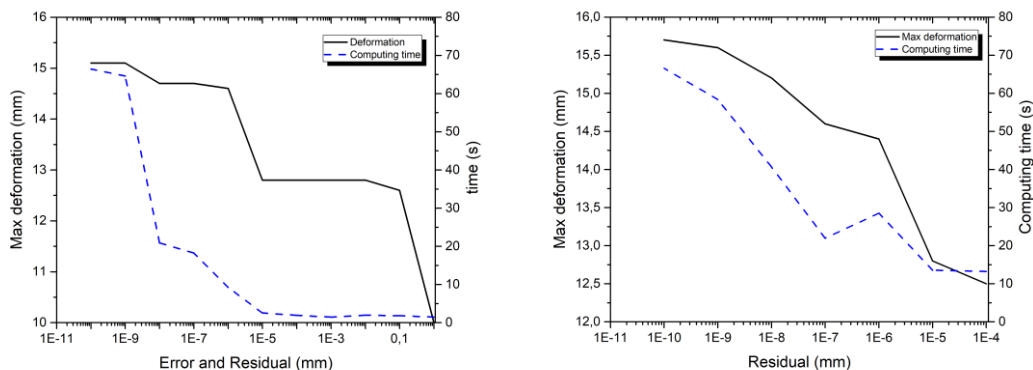 16
15
14
13
12
11
10
Max deformation (mm)
80
70
60
50
40
30
20
10
0
time (s)
Deformation
Computing time
1E-11
1E-9
1E-7
1E-5
1E-3
0,1
Error and Residual (mm)
16,0
15,5
15,0
14,5
14,0
13,5
13,0
12,5
12,0
Max deformation (mm)
80
70
60
50
40
30
20
10
0
Computing time (s)
Max deformation
Computing time
1E-11
1E-10
1E-9
1E-8
1E-7
1E-6
1E-5
1E-4
Residual (mm)